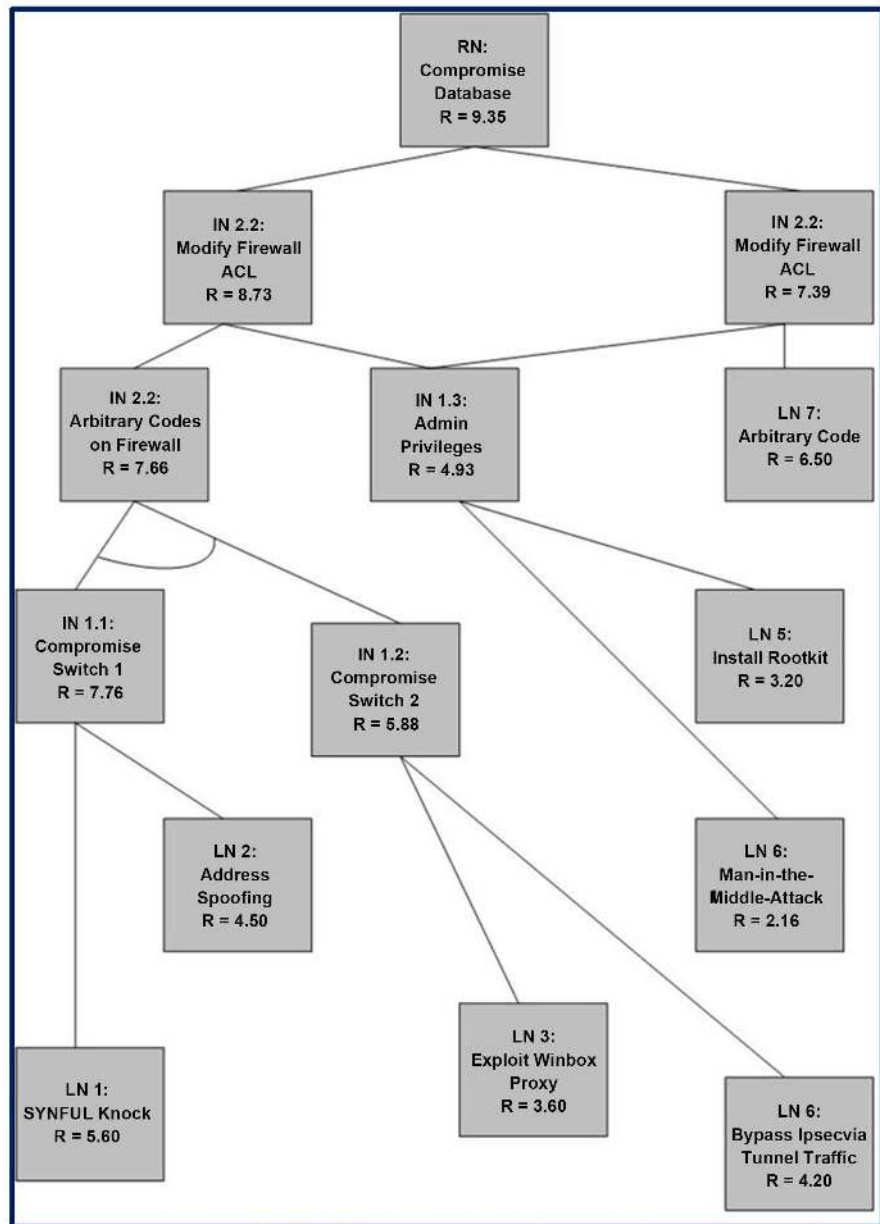 RN:
Compromise
Database
R = 9.35
IN 2.2:
Modify Firewall
ACL
R = 8.73
IN 2.2:
Modify Firewall
ACL
R = 7.39
IN 2.2:
Arbitrary Codes
on Firewall
R = 7.66
IN 1.3:
Admin
Privileges
R = 4.93
LN 7:
Arbitrary Code
R = 6.50
IN 1.1:
Compromise
Switch 1
R = 7.76
IN 1.2:
Compromise
Switch 2
R = 5.88
LN 5:
Install Rootkit
R = 3.20
LN 2:
Address
Spoofing
R = 4.50
LN 6:
Man-in-the-
Middle-Attack
R = 2.16
LN 1:
SYNFUL Knock
R = 5.60
LN 3:
Exploit Winbox
Proxy
R = 3.60
LN 6:
Bypass Ipsecvia
Tunnel Traffic
R = 4.20